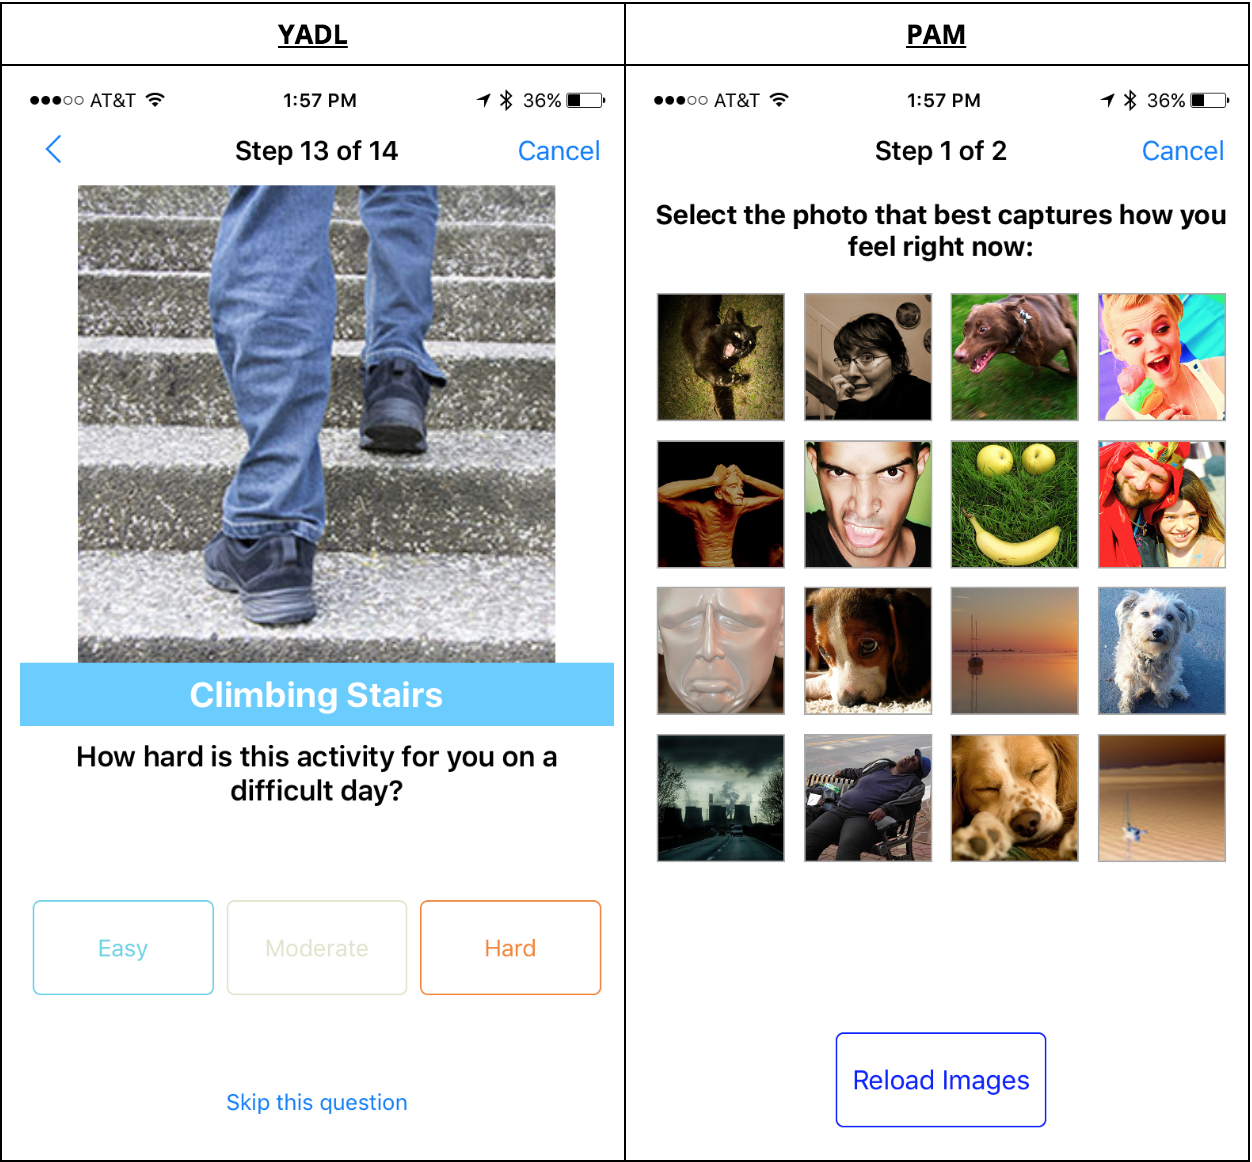 YADL
PAM
AT&T
1:57 PM
36%
Step 13 of 14
Cancel
Climbing Stairs
How hard is this activity for you on a
difficult day?
Easy
Moderate
Hard
Skip this question
AT&T
1:57 PM
36%
Step 1 of 2
Cancel
Select the photo that best captures how you
feel right now:
Reload Images